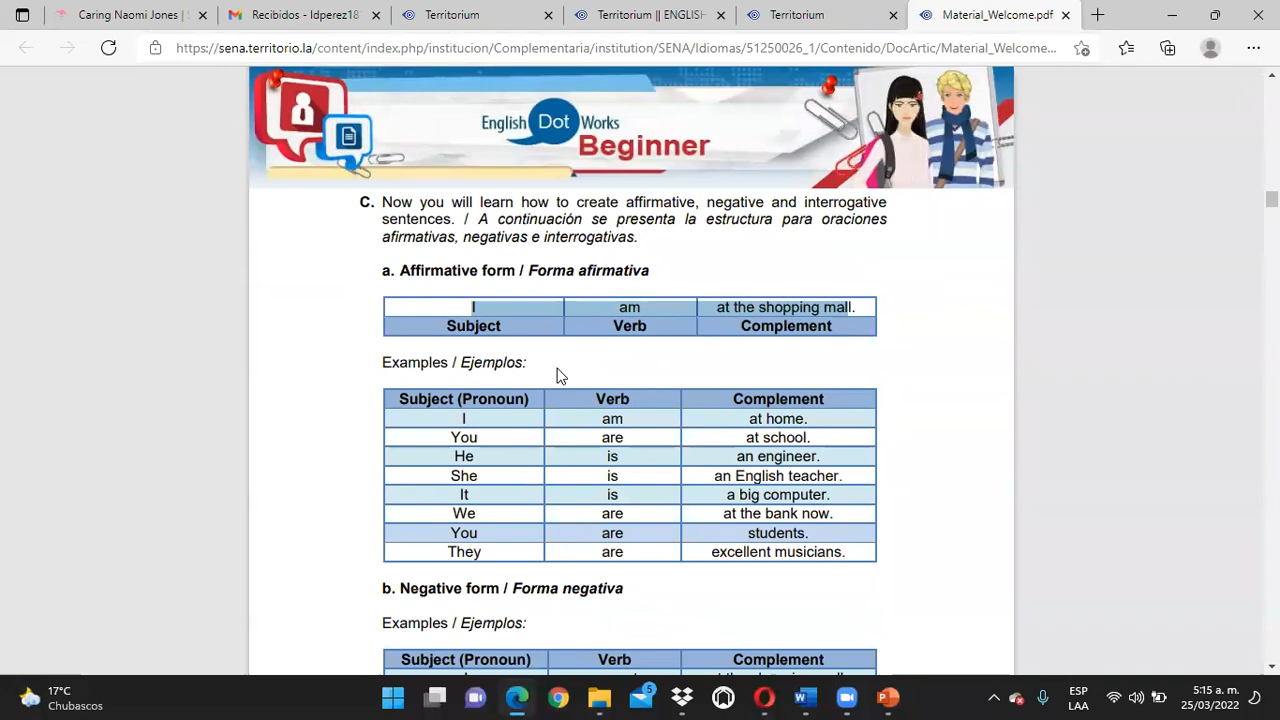 Caring Naomi Jones | S
Recibidos - ldperez18
Territorium
Territorium || ENGLISH
Territorium
Material_Welcome.pdf
https://sena.territorio.la/content/index.php/institucion/Complementaria/institution/SENA/Idiomas/51250026_1/Contenido/DocArtic/Material_Welcome...
English Dot Works
Beginner
C. Now you will learn how to create affirmative, negative and interrogative
sentences. / A continuación se presenta la estructura para oraciones
afirmativas, negativas e interrogativas.
a. Affirmative form / Forma afirmativa
I am at the shopping mall.
Subject Verb Complement
Examples / Ejemplos:
Subject (Pronoun) Verb Complement
I am at home.
You are at school.
He is an engineer.
She is an English teacher.
It is a big computer.
We are at the bank now.
You are students.
They are excellent musicians.
b. Negative form / Forma negativa
Examples / Ejemplos:
Subject (Pronoun) Verb Complement
17°C
Chubascos
5
ESP
LAA
5:15 a. m.
25/03/2022